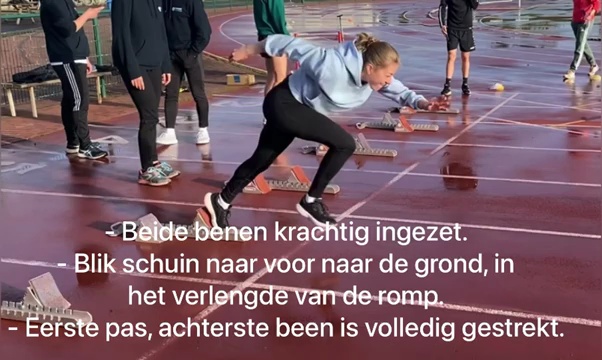 - Beide benen krachtig ingezet.
- Blik schuin naar voor naar de grond, in
het verlengde van de romp.
- Eerste pas, achterste been is volledig gestrekt.